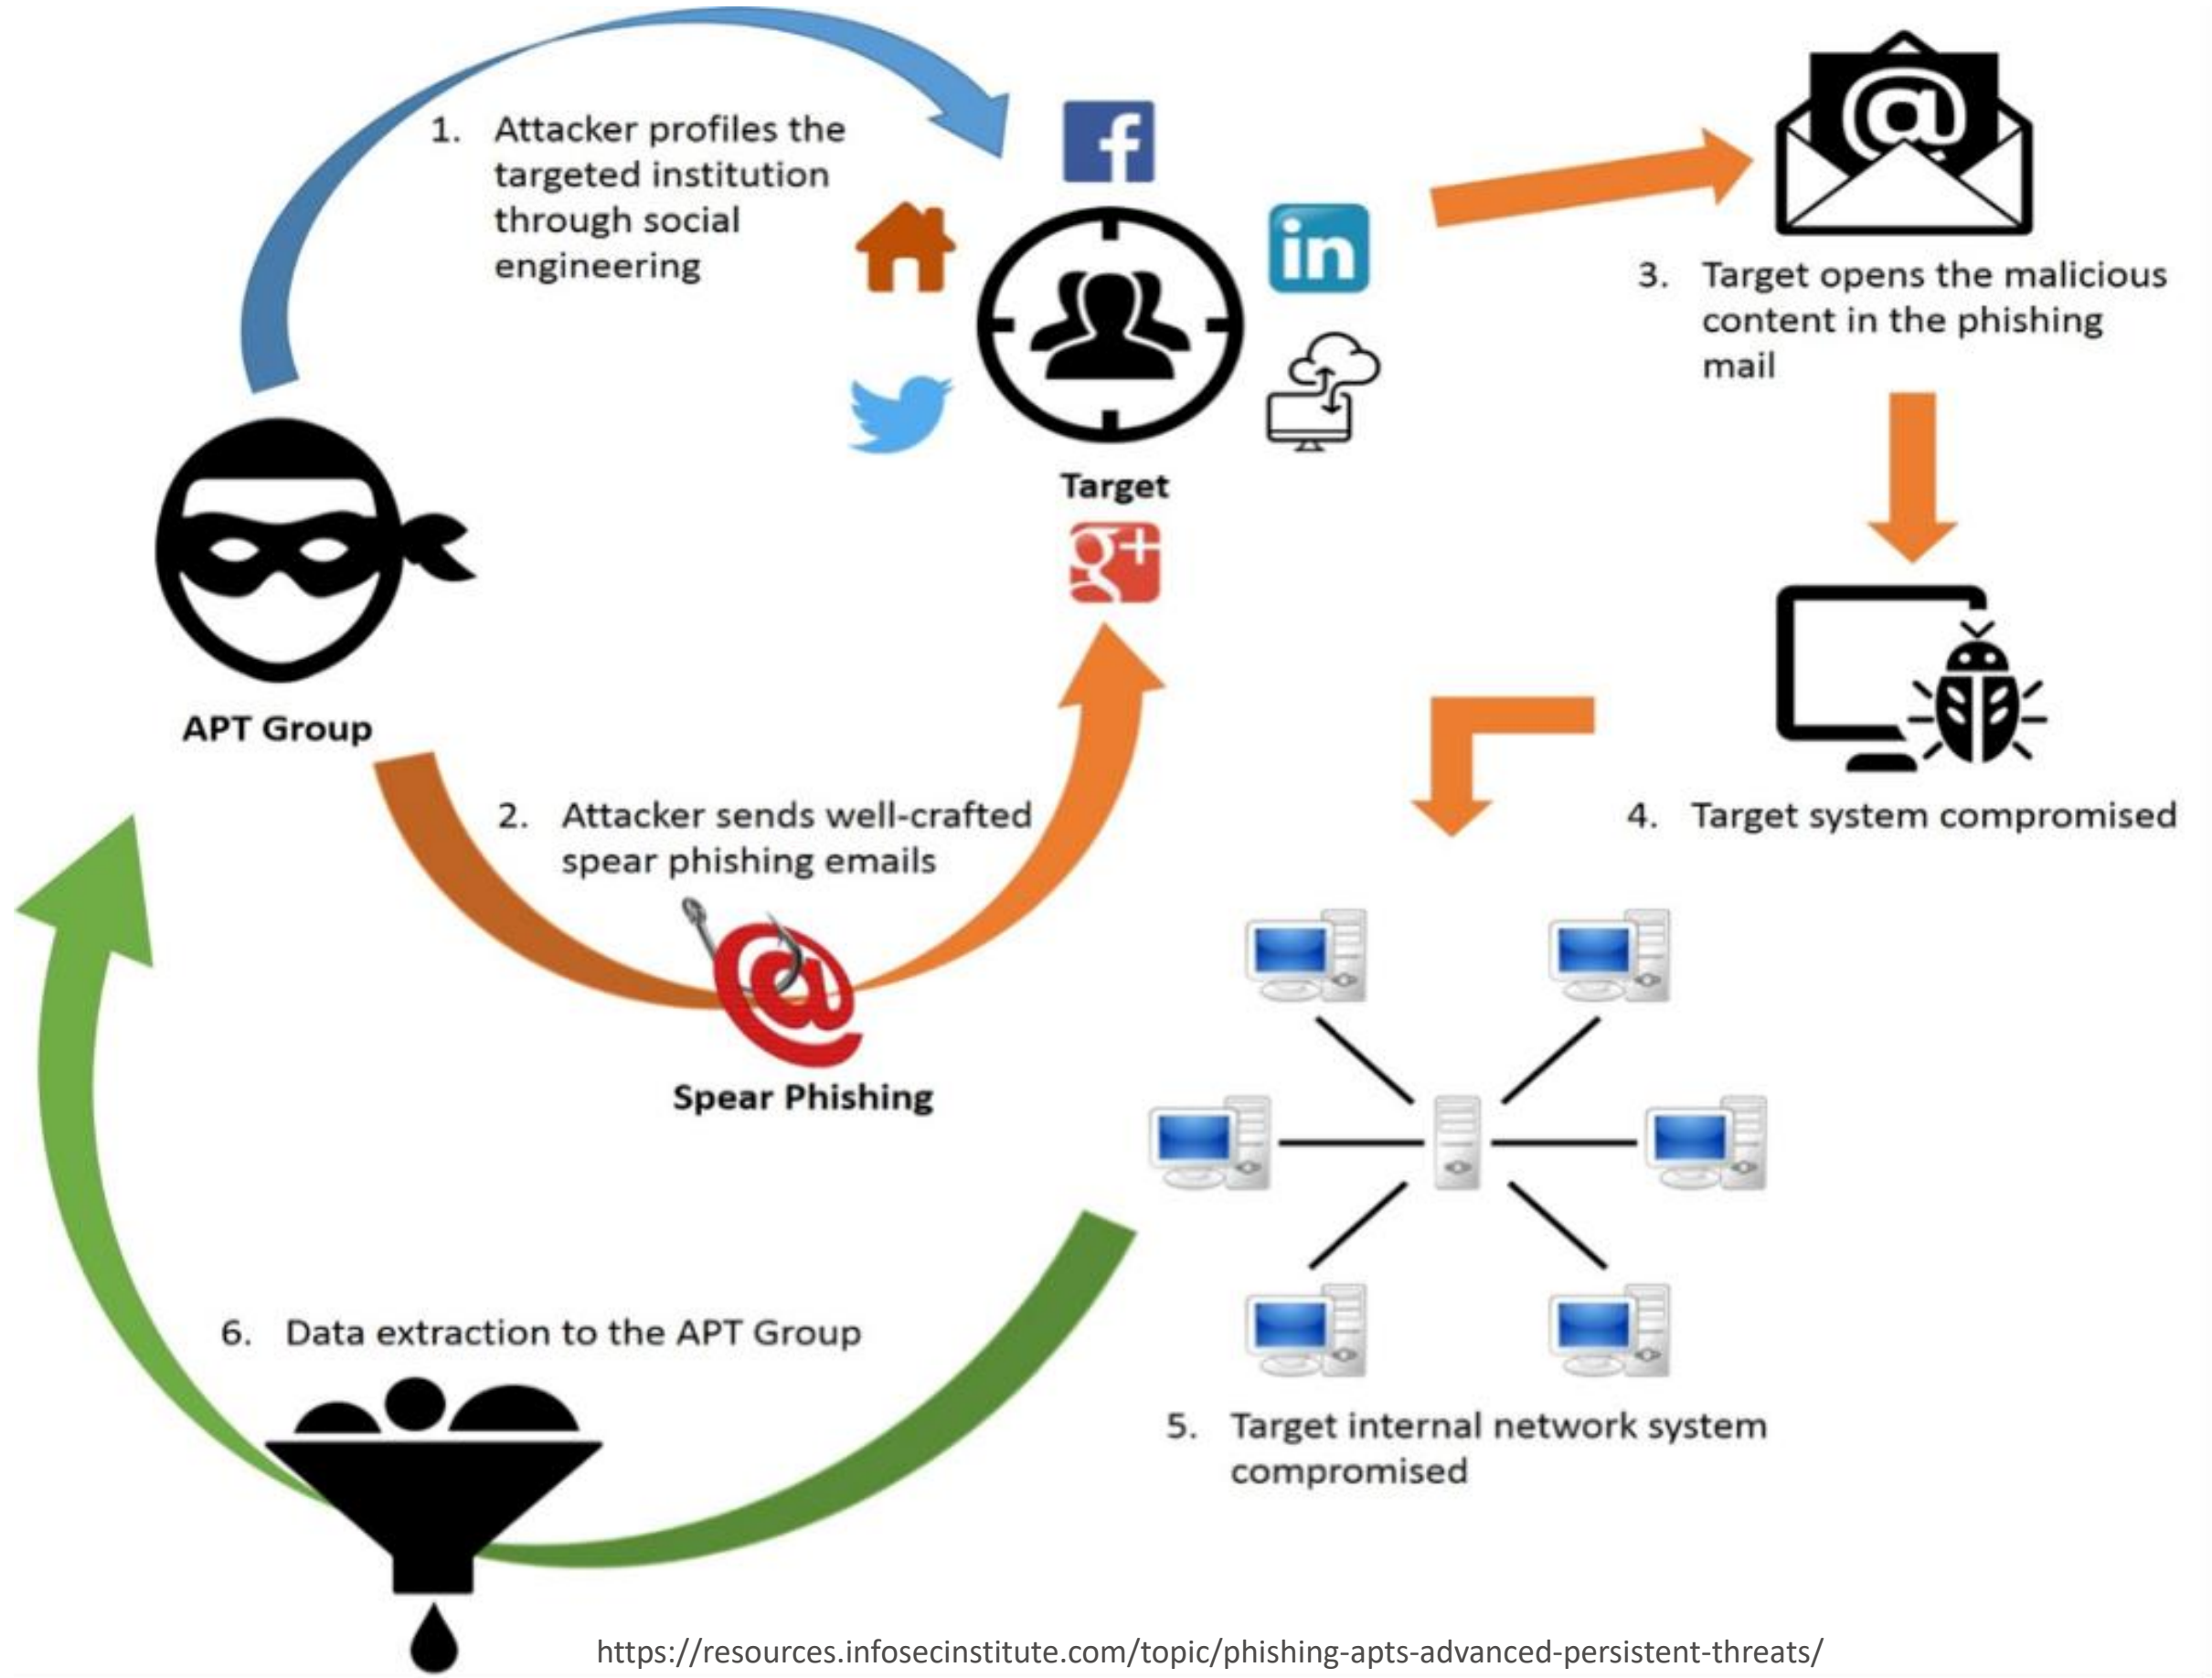 1. Attacker profiles the
targeted institution
through social
engineering
f
in
@
3. Target opens the malicious
content in the phishing
mail
Target
g+
APT Group
2. Attacker sends well-crafted
spear phishing emails
@
Spear Phishing
4. Target system compromised
5. Target internal network system
compromised
6. Data extraction to the APT Group
https://resources.infosecinstitute.com/topic/phishing-apts-advanced-persistent-threats/